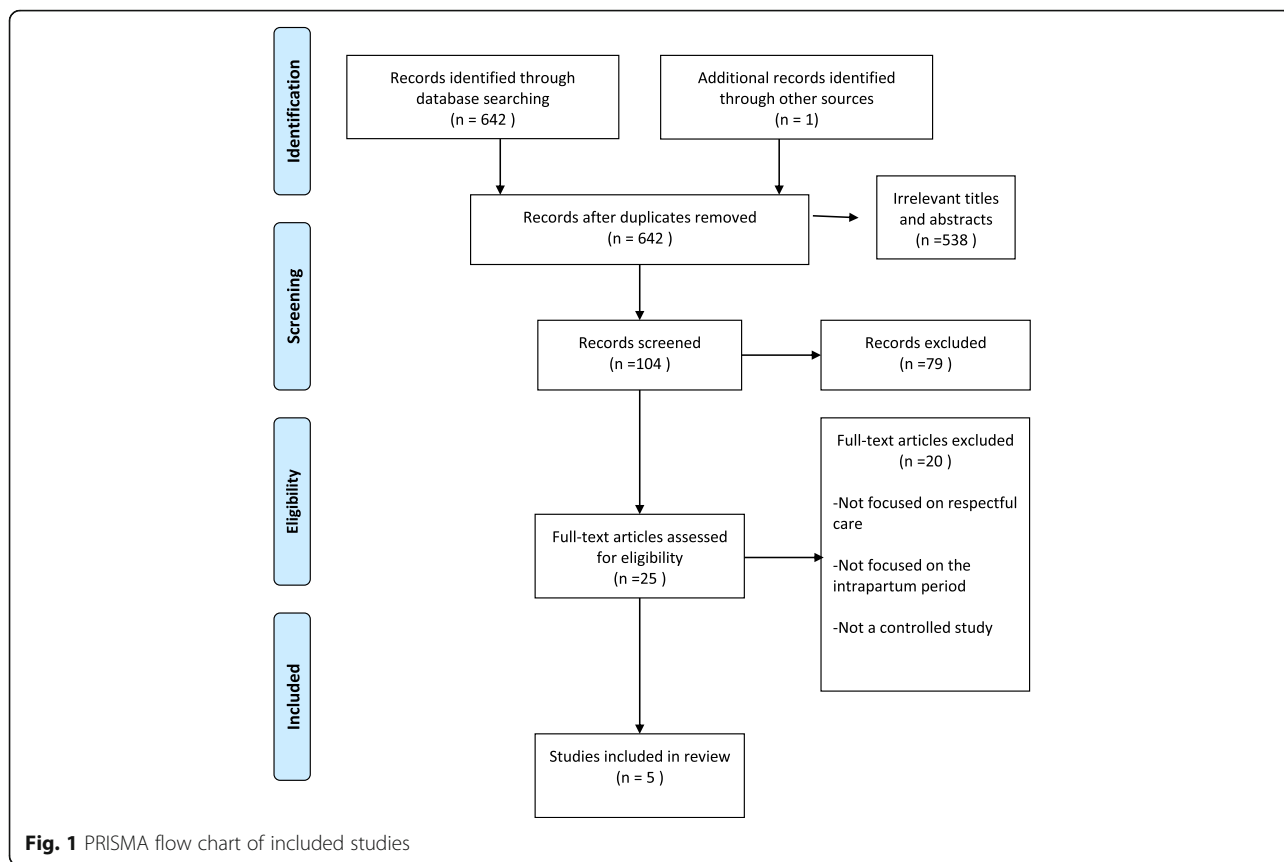 Identification
Records identified through
database searching
(n = 642 )
Additional records identified
through other sources
(n = 1)
Records after duplicates removed
(n = 642 )
Irrelevant titles
and abstracts
(n =538 )
Screening
Records screened
(n =104 )
Records excluded
(n =79 )
Eligibility
Full-text articles assessed
for eligibility
(n =25 )
Full-text articles excluded
(n =20 )
-Not focused on respectful
care
-Not focused on the
intrapartum period
-Not a controlled study
Included
Studies included in review
(n = 5 )
Fig. 1 PRISMA flow chart of included studies